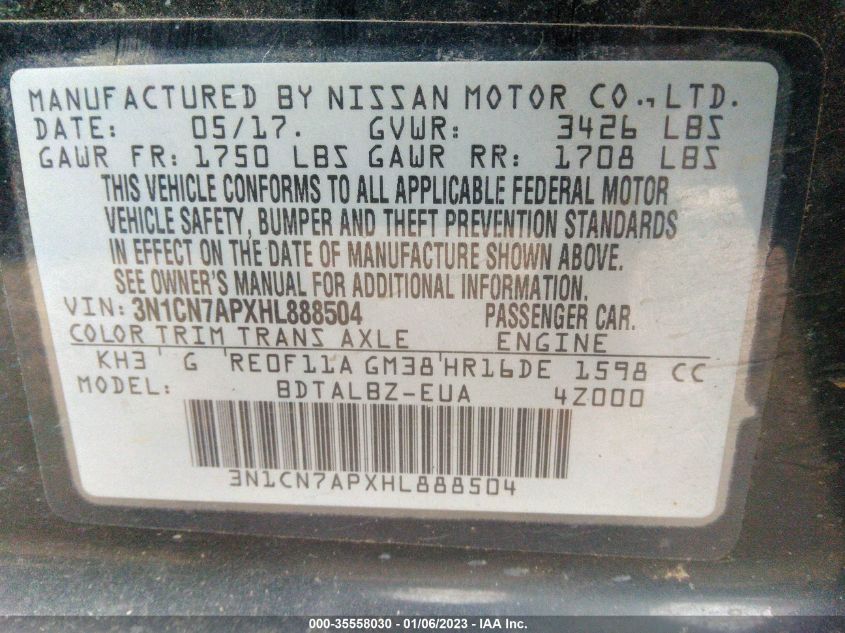 MANUFACTURED BY NISSAN MOTOR CO., LTD.
DATE: 05/17. GVWR: 3426 LBS
GAWR FR: 1750 LBS GAWR RR: 1708 LBS
THIS VEHICLE CONFORMS TO ALL APPLICABLE FEDERAL MOTOR
VEHICLE SAFETY, BUMPER AND THEFT PREVENTION STANDARDS
IN EFFECT ON THE DATE OF MANUFACTURE SHOWN ABOVE.
SEE OWNER'S MANUAL FOR ADDITIONAL INFORMATION.
VIN: 3N1CN7APXHL888504 PASSENGER CAR.
COLOR TRIM TRANS AXLE ENGINE
KH3 G 'RE0F11A GM38'HR16DE 1598 CC
MODEL: BDTALBZ-EUA 4Z000
3N1CN7APXHL888504
000-35558030 - 01/06/2023 - IAA Inc.